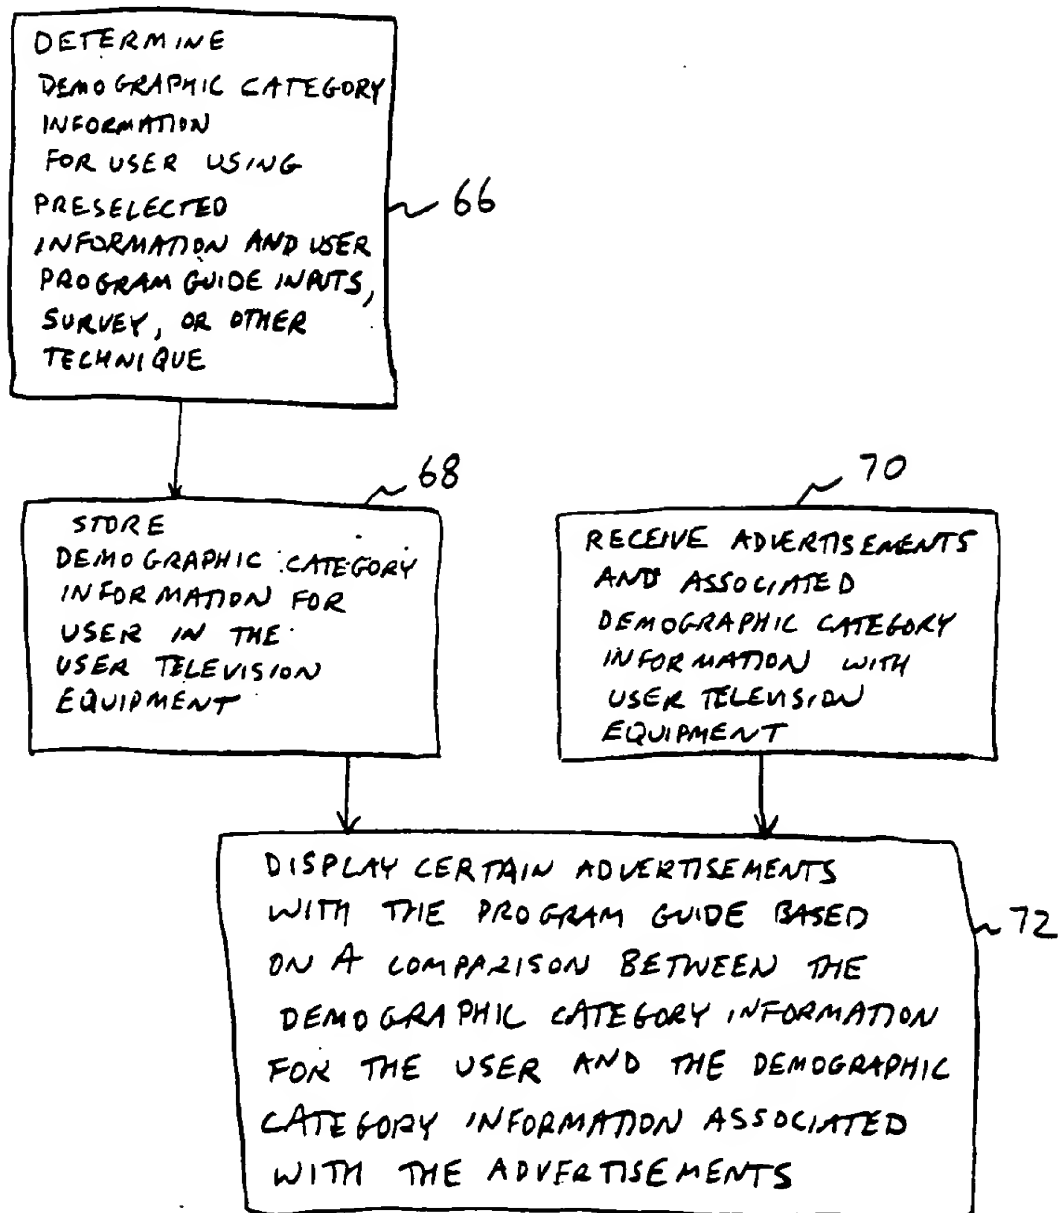 DETERMINE
DEMOGRAPHIC CATEGORY
INFORMATION
FOR USER USING
PRESELECTED
INFORMATION AND USER
PROGRAM GUIDE INPUTS,
SURVEY, OR OTHER
TECHNIQUE
66
68
STORE
DEMOGRAPHIC CATEGORY
INFORMATION FOR
USER IN THE
USER TELEVISION
EQUIPMENT
70
RECEIVE ADVERTISEMENTS
AND ASSOCIATED
DEMOGRAPHIC CATEGORY
INFORMATION WITH
USER TELEVISION
EQUIPMENT
DISPLAY CERTAIN ADVERTISEMENTS
WITH THE PROGRAM GUIDE BASED
ON A COMPARISON BETWEEN THE
DEMOGRAPHIC CATEGORY INFORMATION
FOR THE USER AND THE DEMOGRAPHIC
CATEGORY INFORMATION ASSOCIATED
WITH THE ADVERTISEMENTS
72